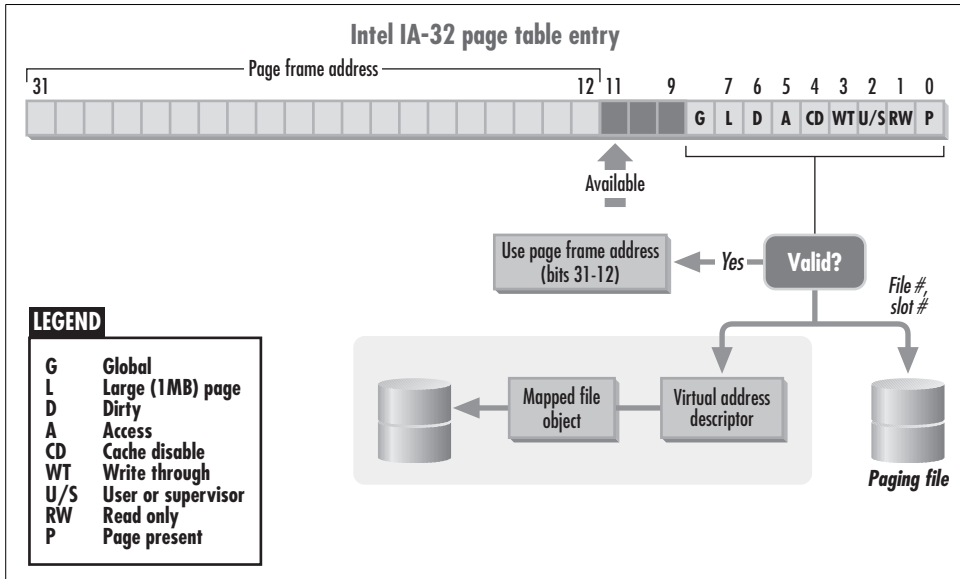 Intel IA-32 page table entry
Page frame address
31 12 11 9 7 6 5 4 3 2 1 0
G L D A CD WT U/S RW P
Available
Use page frame address
(bits 31-12)
Yes
Valid?
File #,
slot #
LEGEND
G Global
L Large (1MB) page
D Dirty
A Access
CD Cache disable
WT Write through
U/S User or supervisor
RW Read only
P Page present
Mapped file
object
Virtual address
descriptor
Paging file